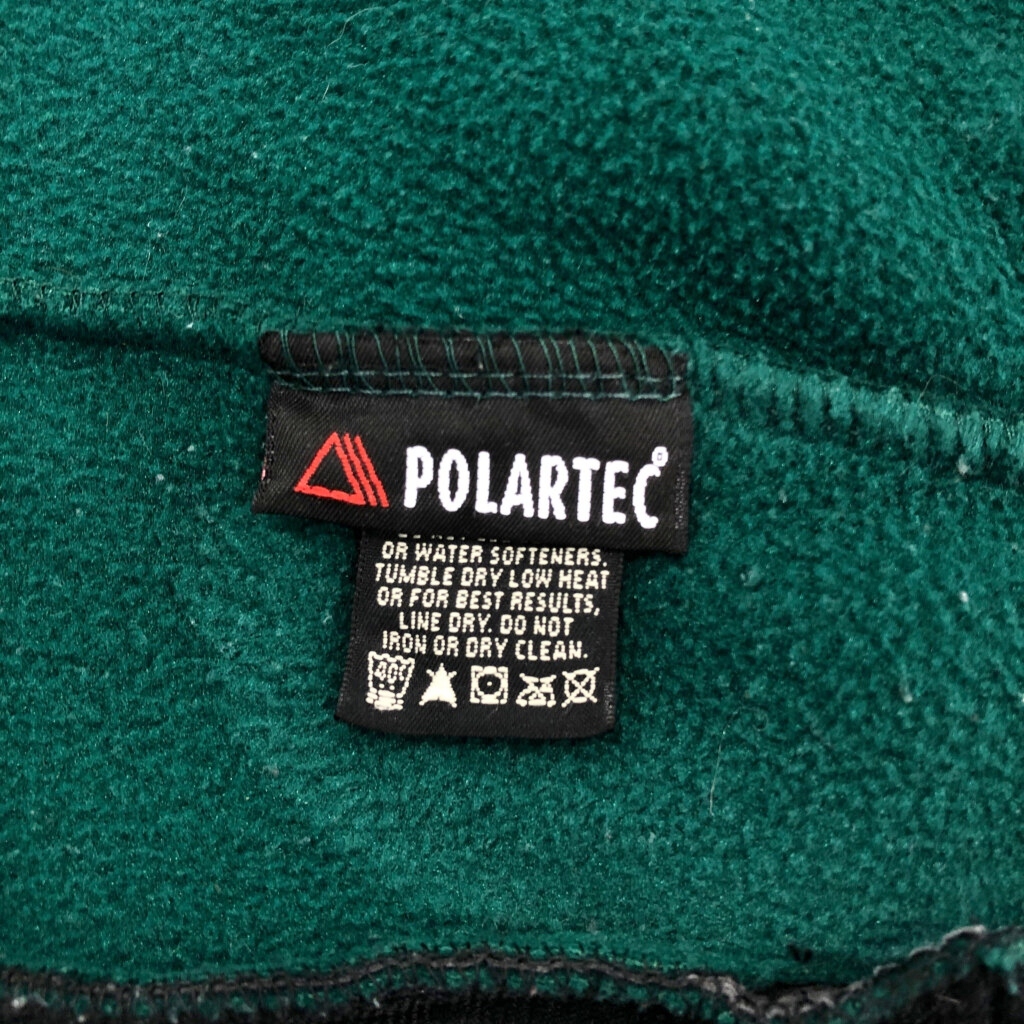 POLARTEC®
OR WATER SOFTENERS.
TUMBLE DRY LOW HEAT
OR FOR BEST RESULTS,
LINE DRY. DO NOT
IRON OR DRY CLEAN.
40